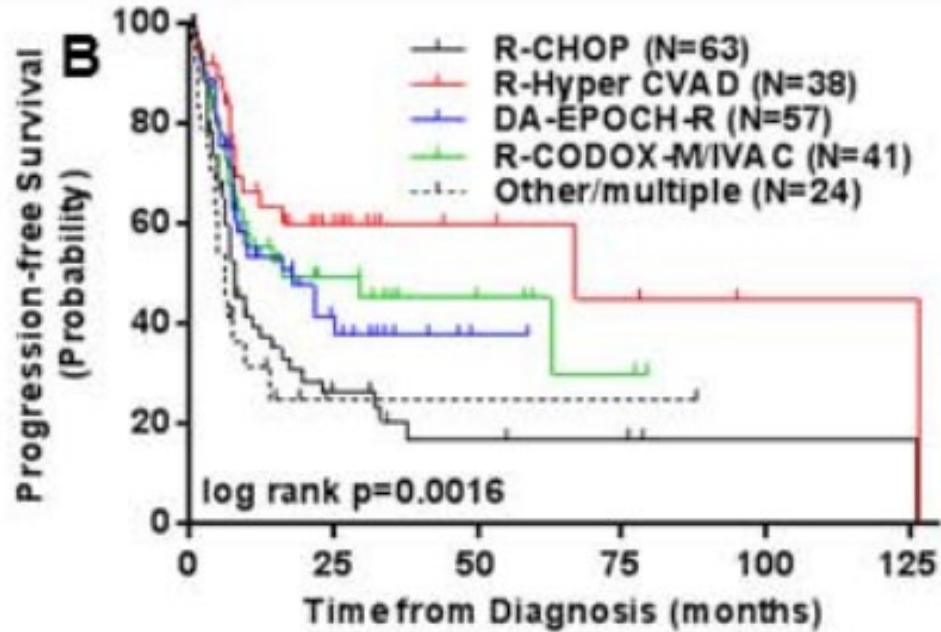 B
Progression-free Survival
(Probability)
100
80
60
40
20
0
R-CHOP (N=63)
R-Hyper CVAD (N=38)
DA-EPOCH-R (N=57)
R-CODOX-M/IVAC (N=41)
Other/multiple (N=24)
log rank p=0.0016
0 25 50 75 100 125
Time from Diagnosis (months)